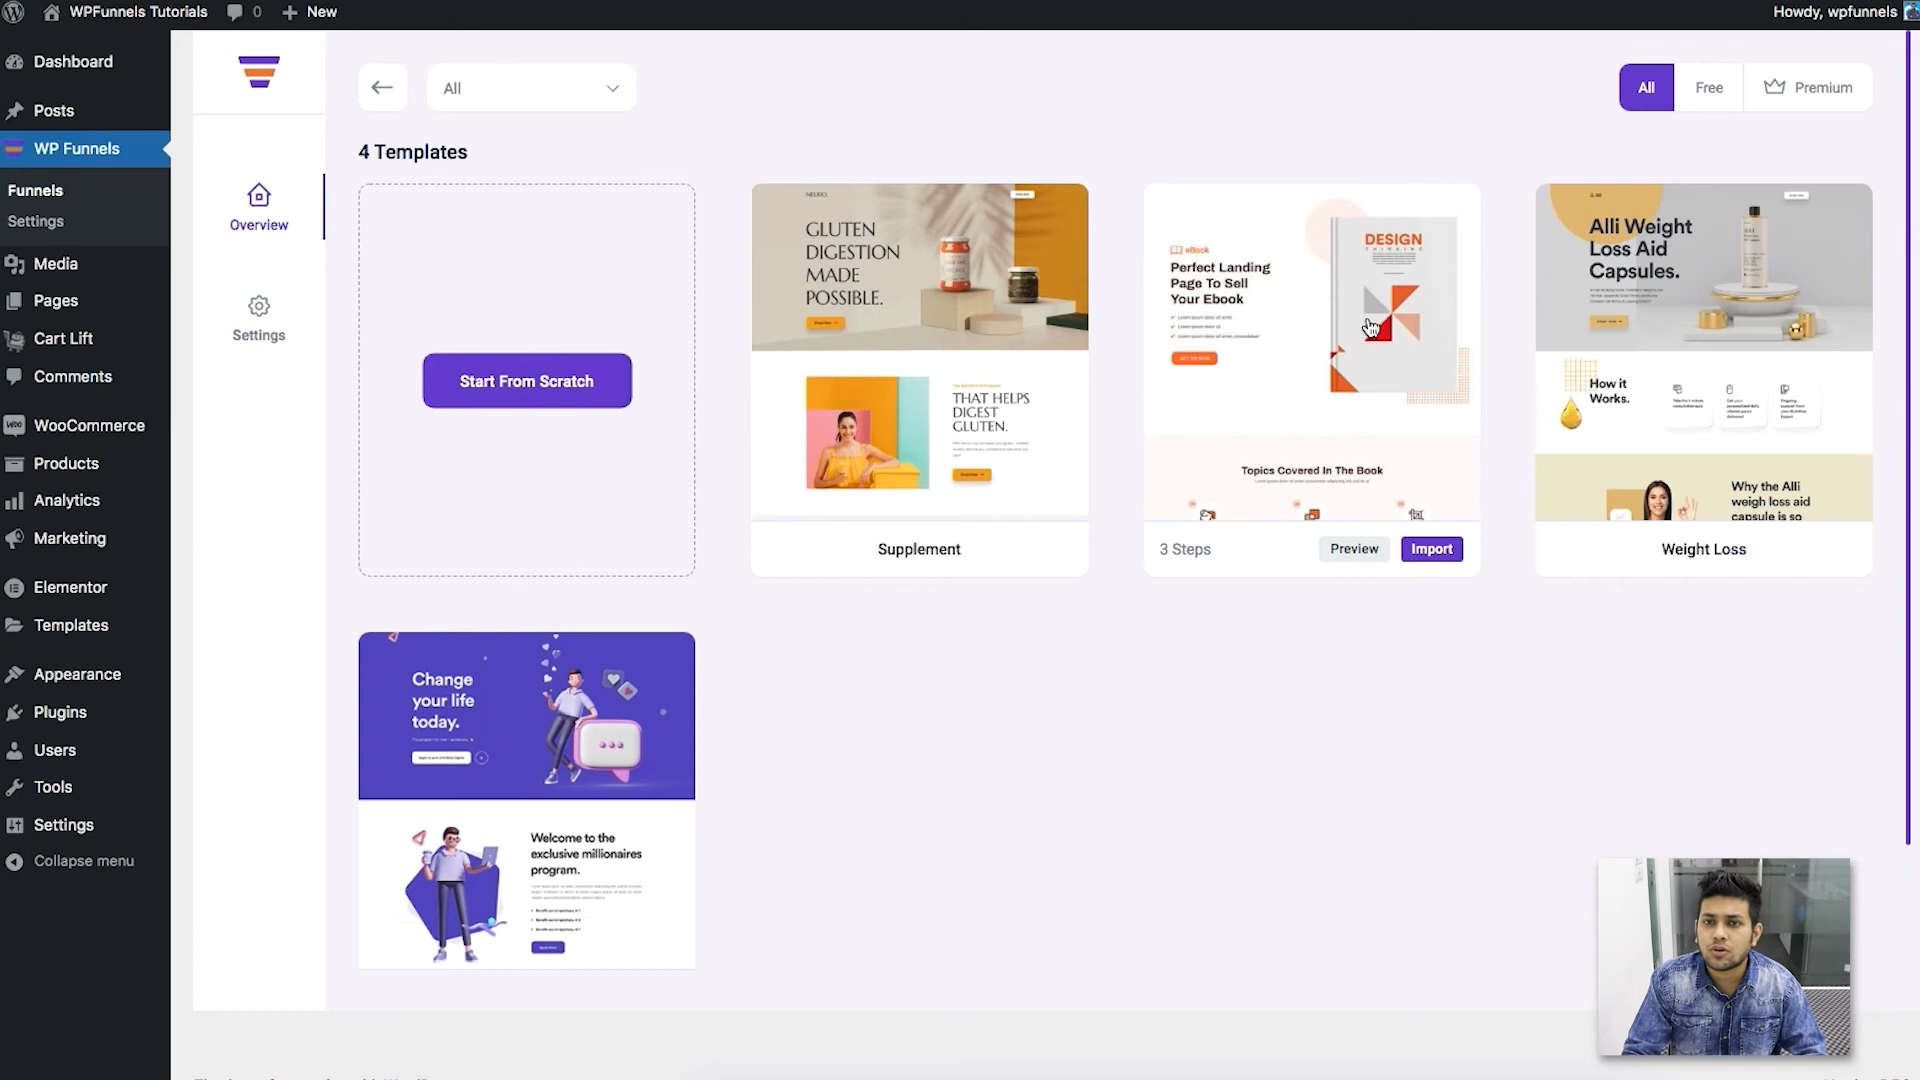 WPFunnels Tutorials
0
New
Howdy, wpfunnels
Dashboard
Posts
WP Funnels
Funnels
Settings
Media
Pages
Cart Lift
Comments
WooCommerce
Products
Analytics
Marketing
Elementor
Templates
Appearance
Plugins
Users
Tools
Settings
Collapse menu
Overview
Settings
All
All
Free
Premium
4 Templates
Start From Scratch
GLUTEN
DIGESTION
MADE
POSSIBLE.
THAT HELPS
DIGEST
GLUTEN.
Supplement
eBook
Perfect Landing
Page To Sell
Your Ebook
DESIGN
THINKING
Topics Covered In The Book
3 Steps
Preview
Import
Alli Weight
Loss Aid
Capsules.
How it
Works.
Why the Alli
weigh loss aid
capsule is so
Weight Loss
Change
your life
today.
Welcome to the
exclusive millionaires
program.